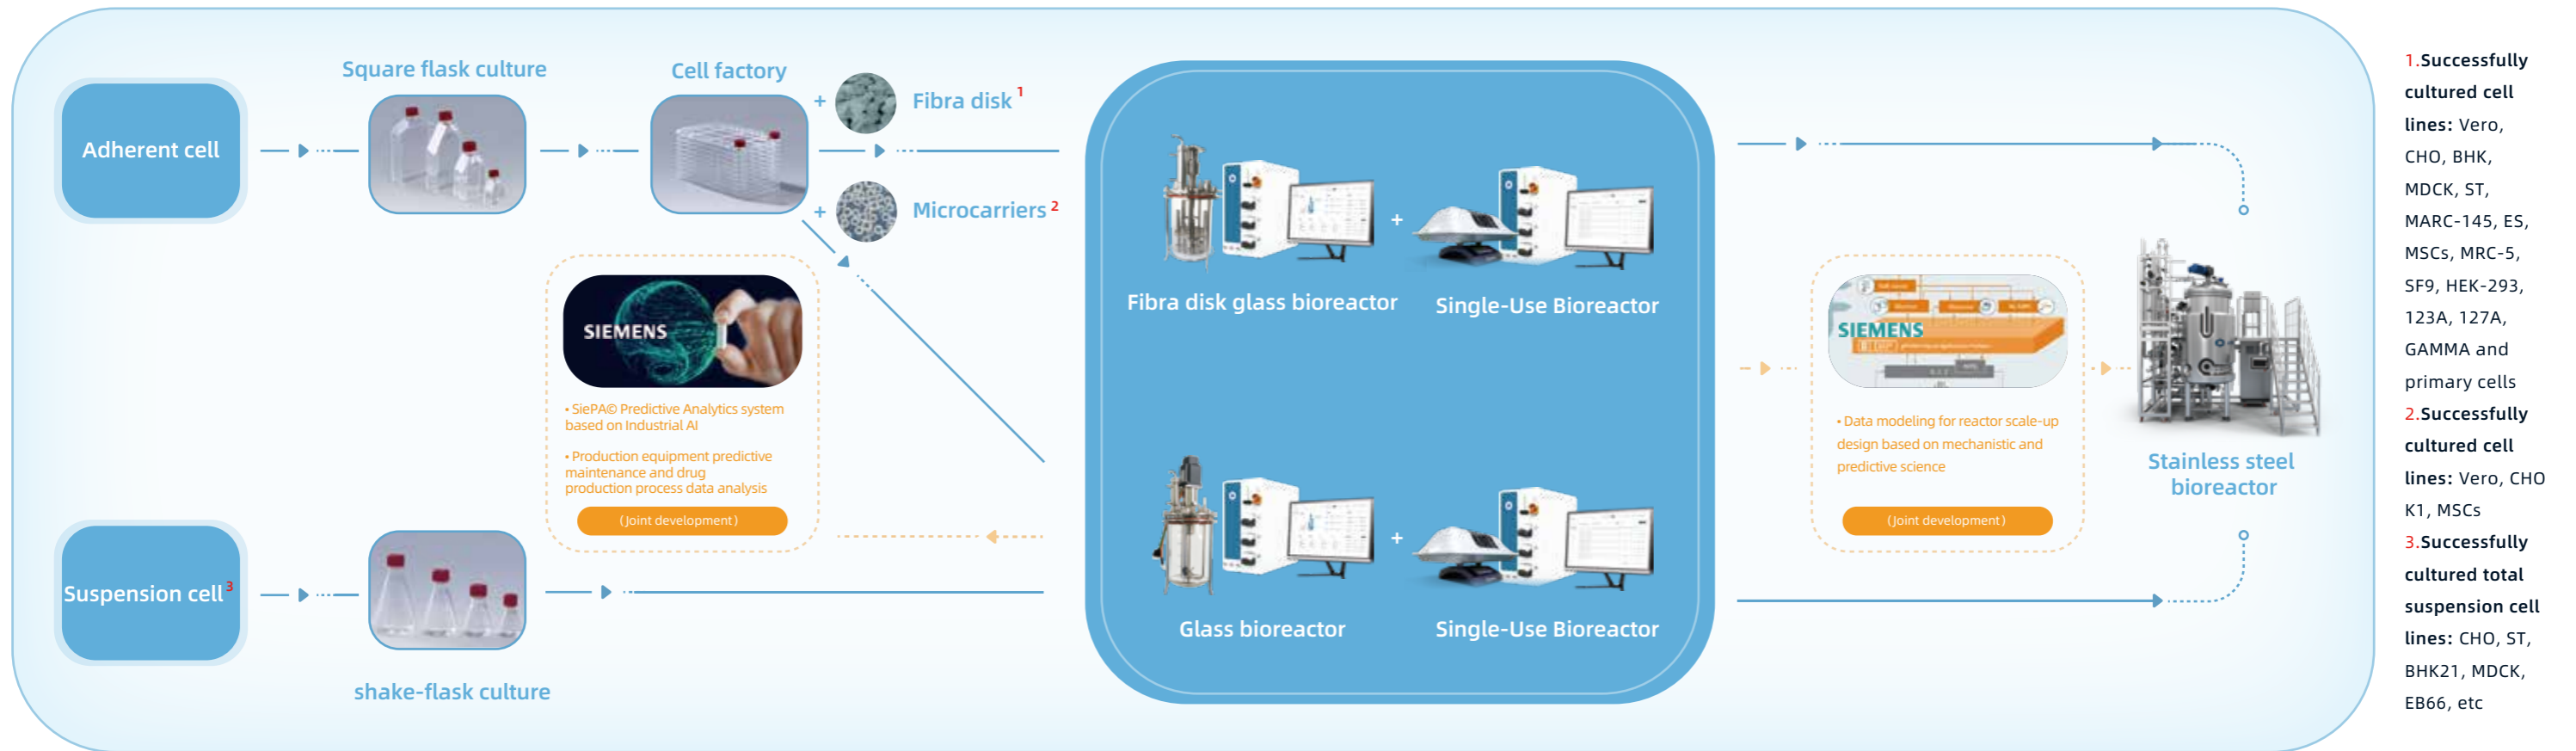 Adherent cell
Square flask culture
Cell factory
+
Fibra disk 1
+
Microcarriers 2
SIEMENS
• SiePA© Predictive Analytics system
based on Industrial AI
• Production equipment predictive
maintenance and drug
production process data analysis
(Joint development)
Suspension cell 3
shake-flask culture
+
Fibra disk glass bioreactor
Single-Use Bioreactor
+
Glass bioreactor
Single-Use Bioreactor
SIEMENS
• Data modeling for reactor scale-up
design based on mechanistic and
predictive science
(Joint development)
Stainless steel
bioreactor
1.Successfully
cultured cell
lines: Vero,
CHO, BHK,
MDCK, ST,
MARC-145, ES,
MSCs, MRC-5,
SF9, HEK-293,
123A, 127A,
GAMMA and
primary cells
2.Successfully
cultured cell
lines: Vero, CHO
K1, MSCs
3.Successfully
cultured total
suspension cell
lines: CHO, ST,
BHK21, MDCK,
EB66, etc